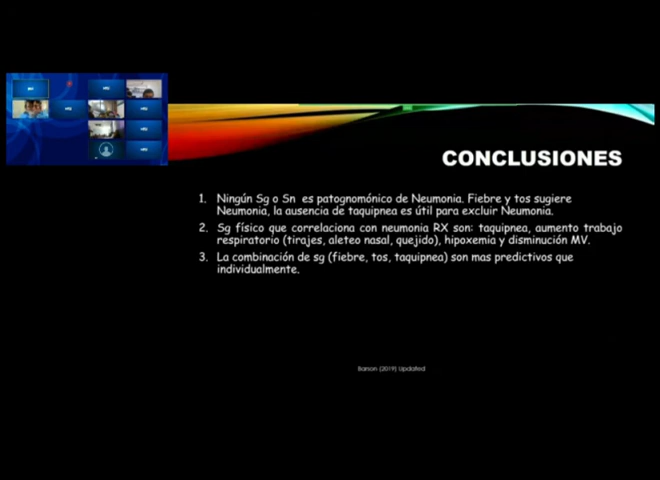 CONCLUSIONES
1. Ningún Sg o Sn es patognomónico de Neumonia. Fiebre y tos sugiere
Neumonia, la ausencia de taquipnea es útil para excluir Neumonia.
2. Sg físico que correlaciona con neumonia RX son: taquipnea, aumento trabajo
respiratorio (tirajes, aleteo nasal, quejido), hipoxemia y disminución MV.
3. La combinación de sg (fiebre, tos, taquipnea) son mas predictivos que
individualmente.
(2019) Updated